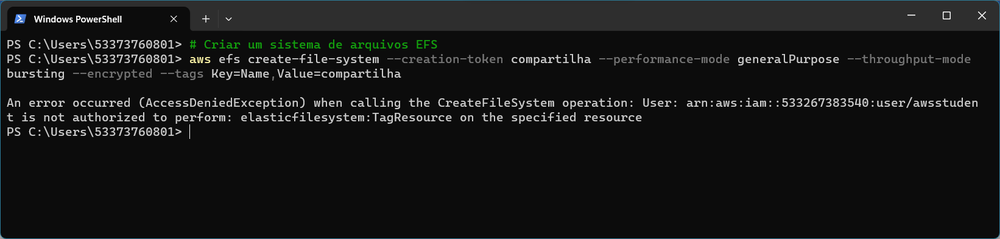 Windows PowerShell
PS C:\Users\53373760801> # Criar um sistema de arquivos EFS
PS C:\Users\53373760801> aws efs create-file-system --creation-token compartilha --performance-mode generalPurpose --throughput-mode
bursting --encrypted --tags Key=Name,Value=compartilha
An error occurred (AccessDeniedException) when calling the CreateFileSystem operation: User: arn:aws:iam::533267383540:user/awsstuden
t is not authorized to perform: elasticfilesystem:TagResource on the specified resource
PS C:\Users\53373760801>